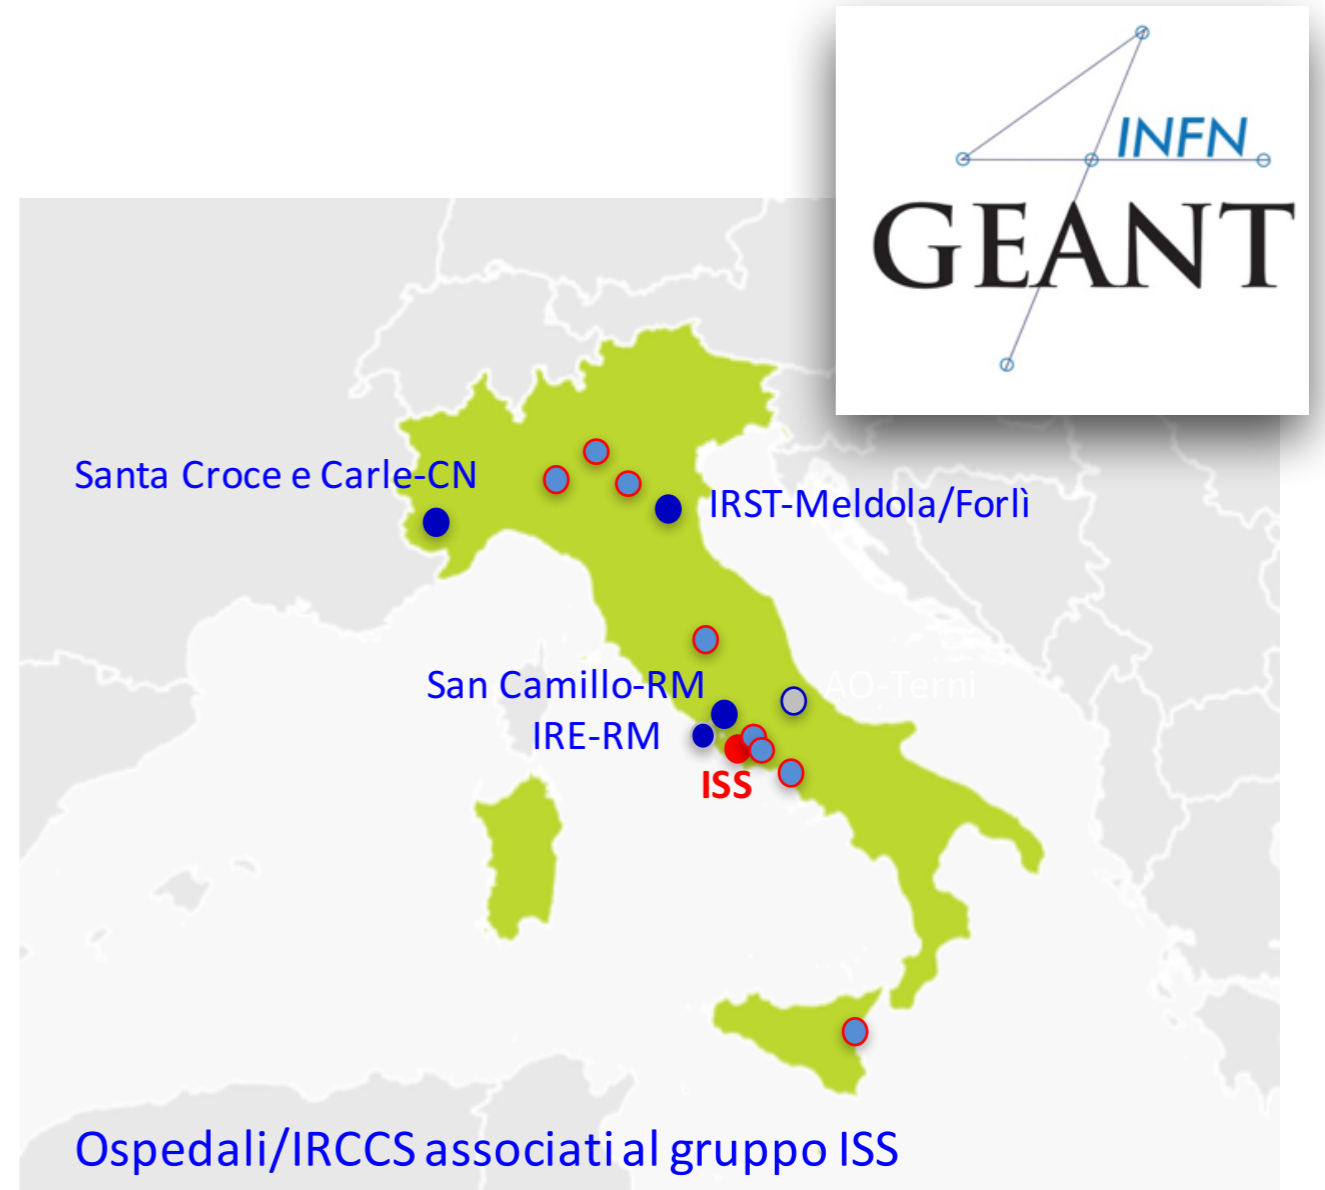 INFN
GEANT
Santa Croce e Carle-CN
IRST-Meldola/Forlì
San Camillo-RM
AO-Terni
IRE-RM
ISS
Ospedali/IRCCS associati al gruppo ISS